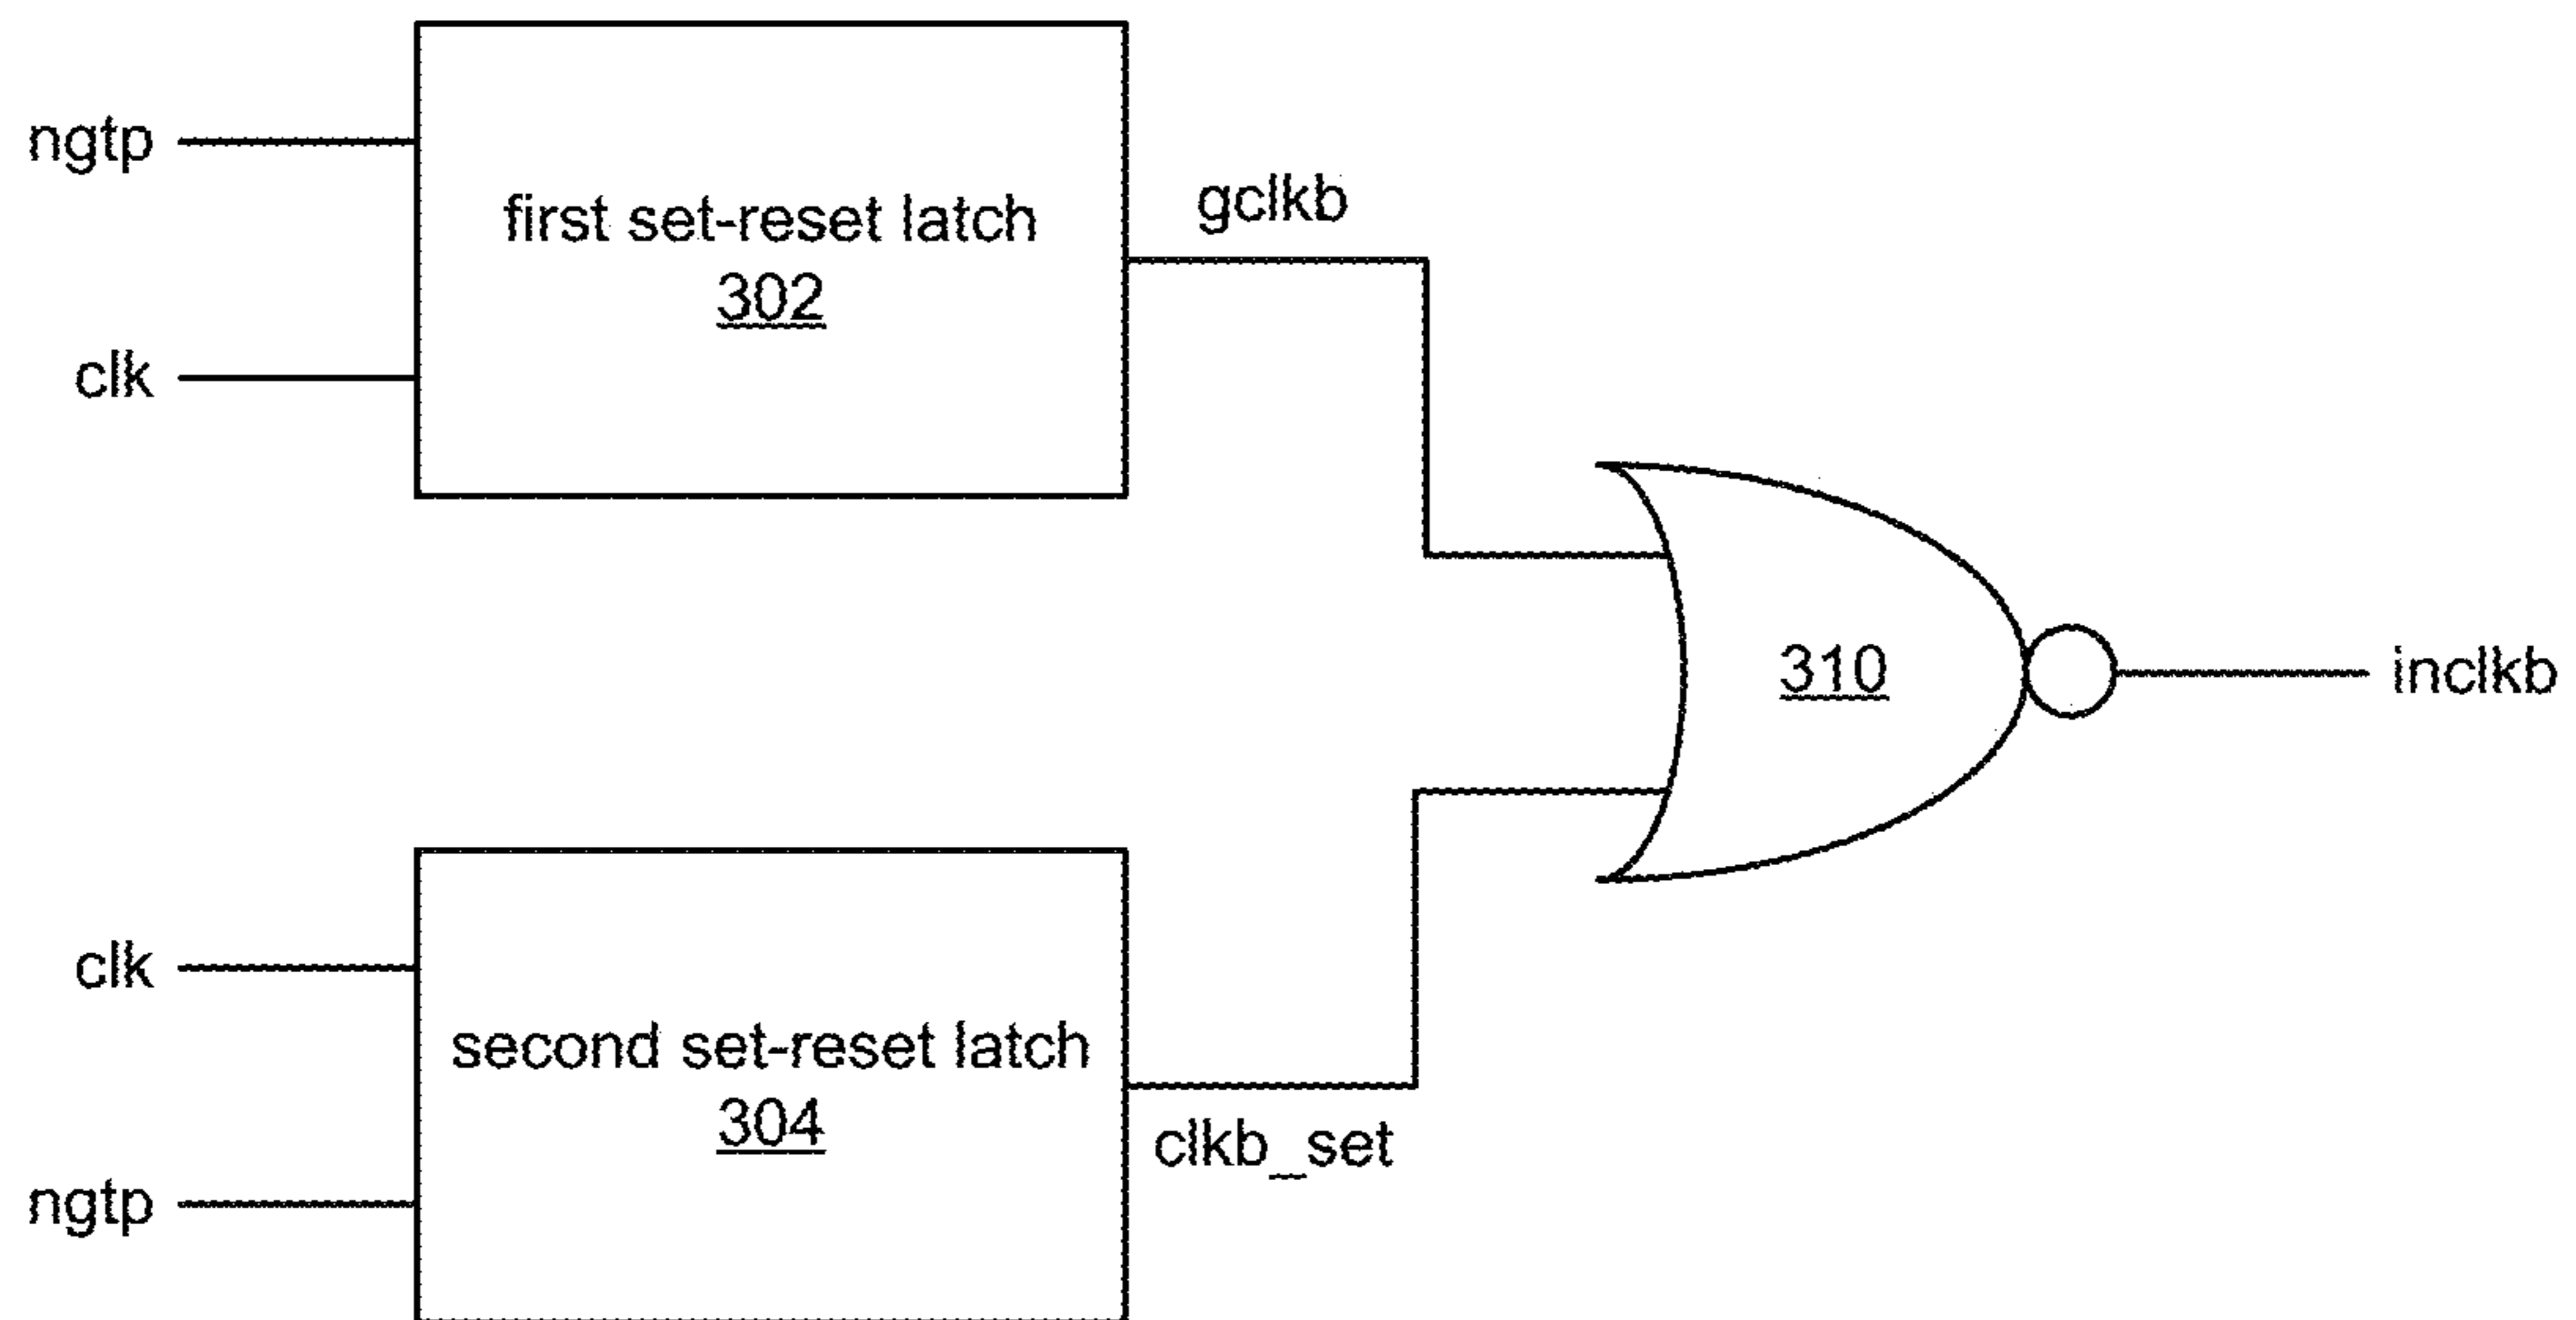 ngtp
clk
first set-reset latch
302
gclkb
310
inclkb
clk
ngtp
second set-reset latch
304
clkb_set